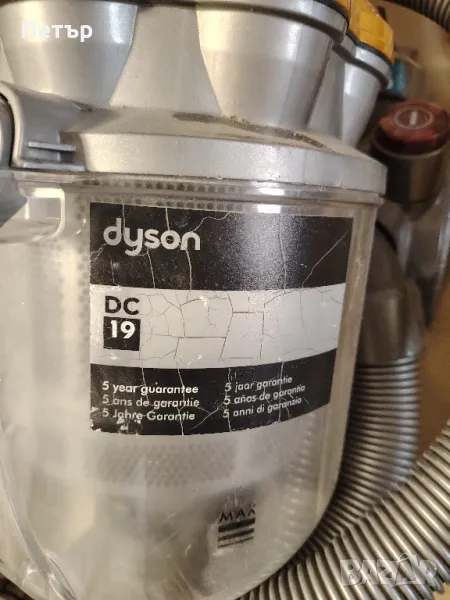 Петър
dyson
DC
19
5 year guarantee
5 ans de garantie
5 Jahre Garantie
5 jaar garantie
5 años de garantía
5 anni di garanzia
MAX
BAZAR